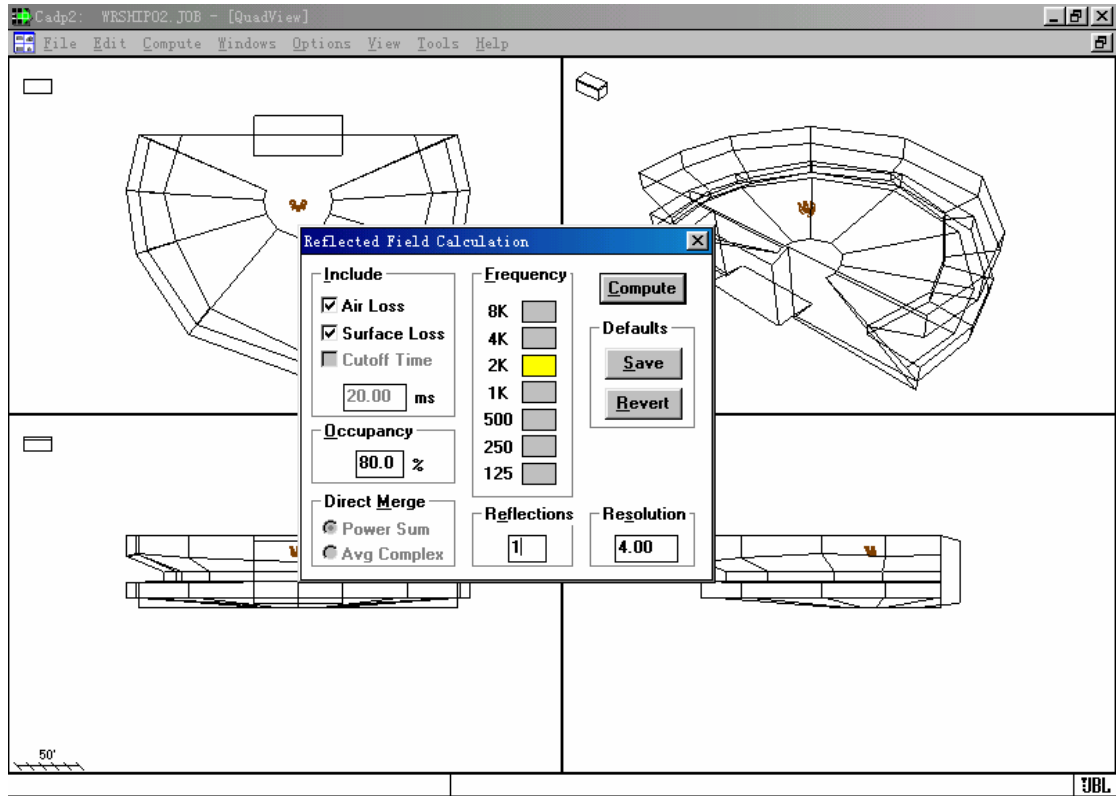 Cadp2: WRSHIP02.JOB - [QuadView]
File Edit Compute Windows Options View Tools Help
Reflected Field Calculation
Include
Air Loss
Surface Loss
Cutoff Time
20.00 ms
Occupancy
80.0 %
Direct Merge
Power Sum
Avg Complex
Frequency
8K
4K
2K
1K
500
250
125
Reflections
1
Compute
Defaults
Save
Revert
Resolution
4.00
50'
JBL